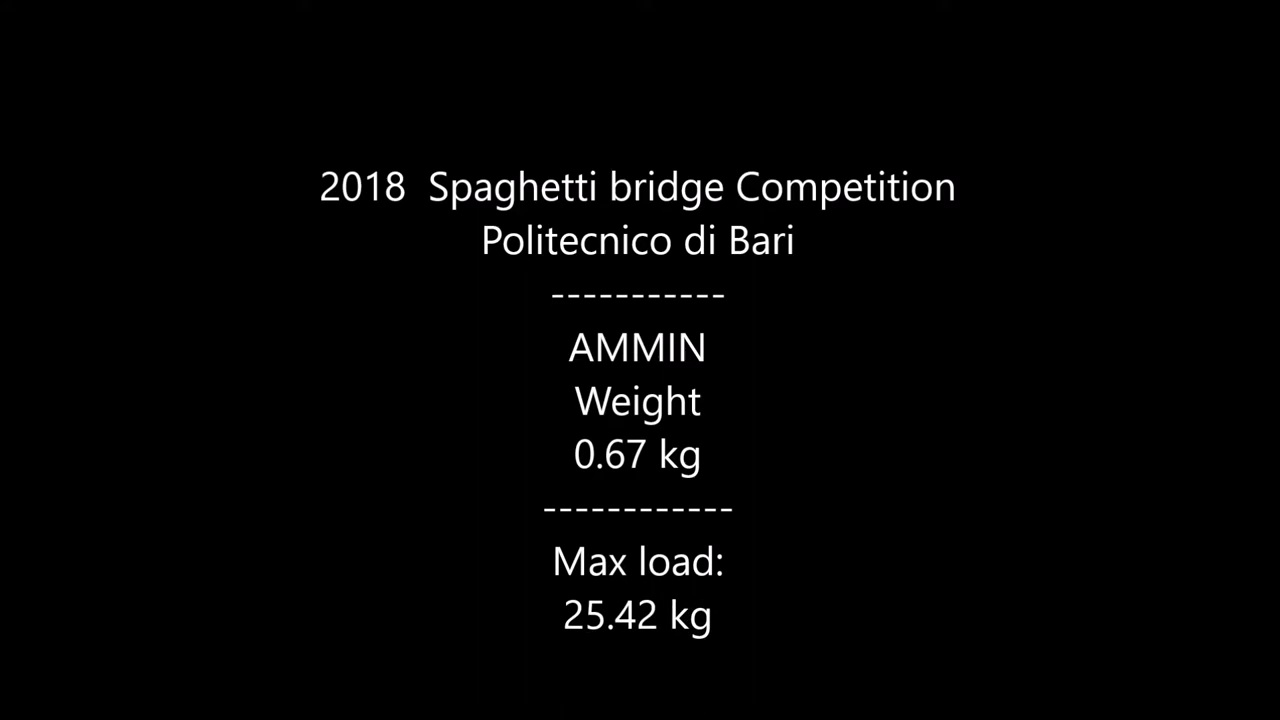 2018  Spaghetti bridge Competition
Politecnico di Bari
-----------
AMMIN
Weight
0.67 kg
------------
Max load:
25.42 kg